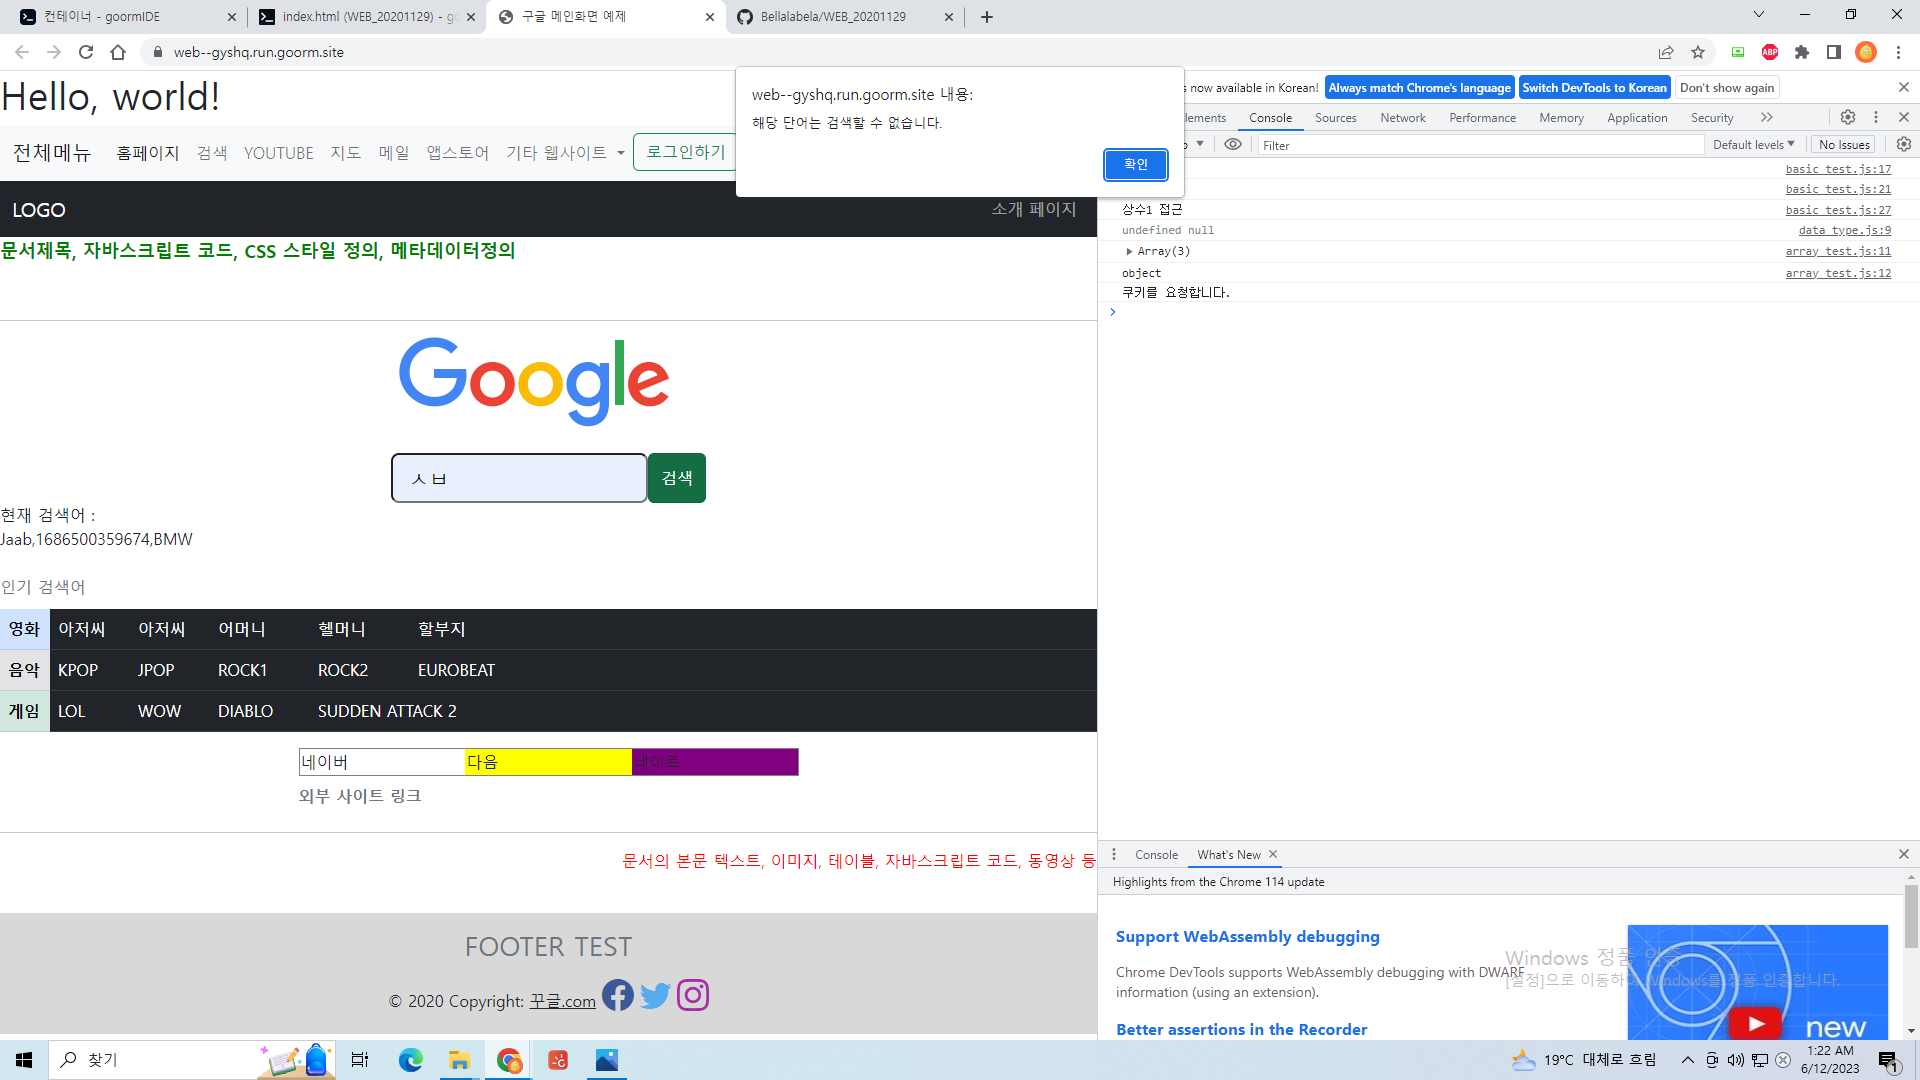 컨테이너 - goormIDE
index.html (WEB_20201129) - go
구글 메인화면 예제
Bellalabela/WEB_20201129
web--gyshq.run.goorm.site
ABP
Hello, world!
전체메뉴 홈페이지 검색 YOUTUBE 지도 메일 앱스토어 기타 웹사이트 로그인하기
LOGO 소개 페이지
문서제목, 자바스크립트 코드, CSS 스타일 정의, 메타데이터정의
web--gyshq.run.goorm.site 내용:
해당 단어는 검색할 수 없습니다.
확인
Google
ㅅㅂ 검색
현재 검색어 :
Jaab,1686500359674,BMW
인기 검색어
영화 아저씨 아저씨 어머니 헬머니 할부지
음악 KPOP JPOP ROCK1 ROCK2 EUROBEAT
게임 LOL WOW DIABLO SUDDEN ATTACK 2
네이버 다음 네이트
외부 사이트 링크
문서의 본문 텍스트, 이미지, 테이블, 자바스크립트 코드, 동영상 등
FOOTER TEST
© 2020 Copyright: 꾸글.com
s now available in Korean! Always match Chrome's language Switch DevTools to Korean Don't show again
lements Console Sources Network Performance Memory Application Security
Filter Default levels No Issues
basic_test.js:17
basic_test.js:21
상수1 접근 basic_test.js:27
undefined null data_type.js:9
Array(3) array_test.js:11
object array_test.js:12
쿠키를 요청합니다.
Console What's New
Highlights from the Chrome 114 update
Support WebAssembly debugging
Chrome DevTools supports WebAssembly debugging with DWARF
information (using an extension).
Better assertions in the Recorder
new
Windows 정품 인증
[설정]으로 이동하여 Windows를 정품 인증합니다.
찾기
19°C 대체로 흐림
1:22 AM
6/12/2023
1